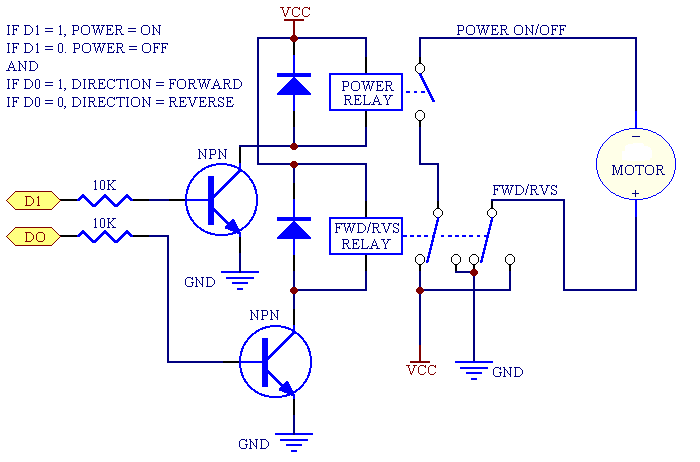 VCC
IF D1 = 1, POWER = ON
IF D1 = 0. POWER = OFF
AND
IF D0 = 1, DIRECTION = FORWARD
IF D0 = 0, DIRECTION = REVERSE
POWER ON/OFF
POWER
RELAY
NPN
MOTOR
−
+
10K
D1
FWD/RVS
10K
DO
FWD/RVS
RELAY
GND
NPN
VCC
GND
GND